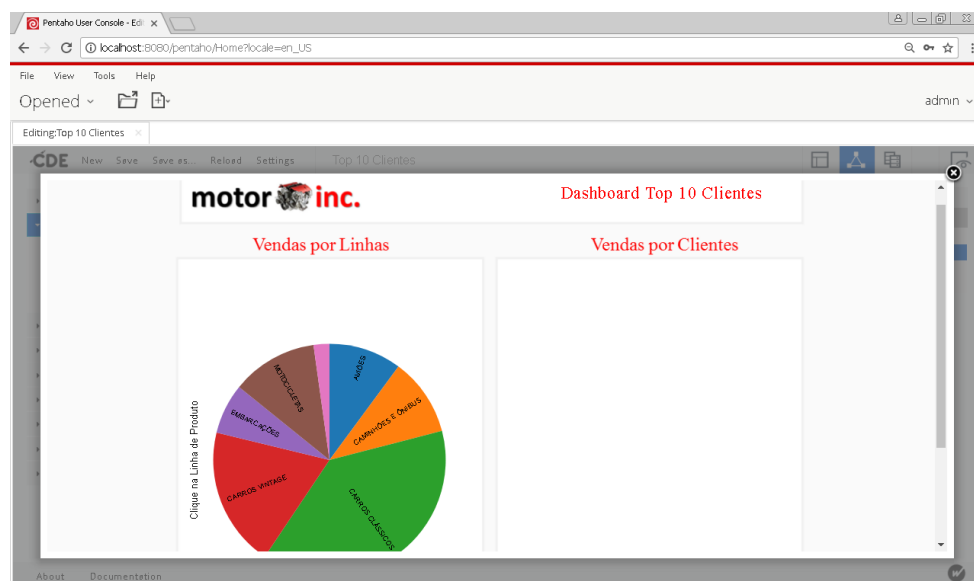 Pentaho User Console - Edi
localhost:8080/pentaho/Home?locale=en_US
File View Tools Help
Opened
admin
Editing:Top 10 Clientes
CDE New Save Save as... Reload Settings Top 10 Clientes
motor inc.
Dashboard Top 10 Clientes
Vendas por Linhas
Vendas por Clientes
Clique na Linha de Produto
AVIÕES
CAMINHÕES E ÔNIBUS
CARROS CLÁSSICOS
CARROS VINTAGE
EMBARCAÇÕES
MOTOCICLETAS
About Documentation